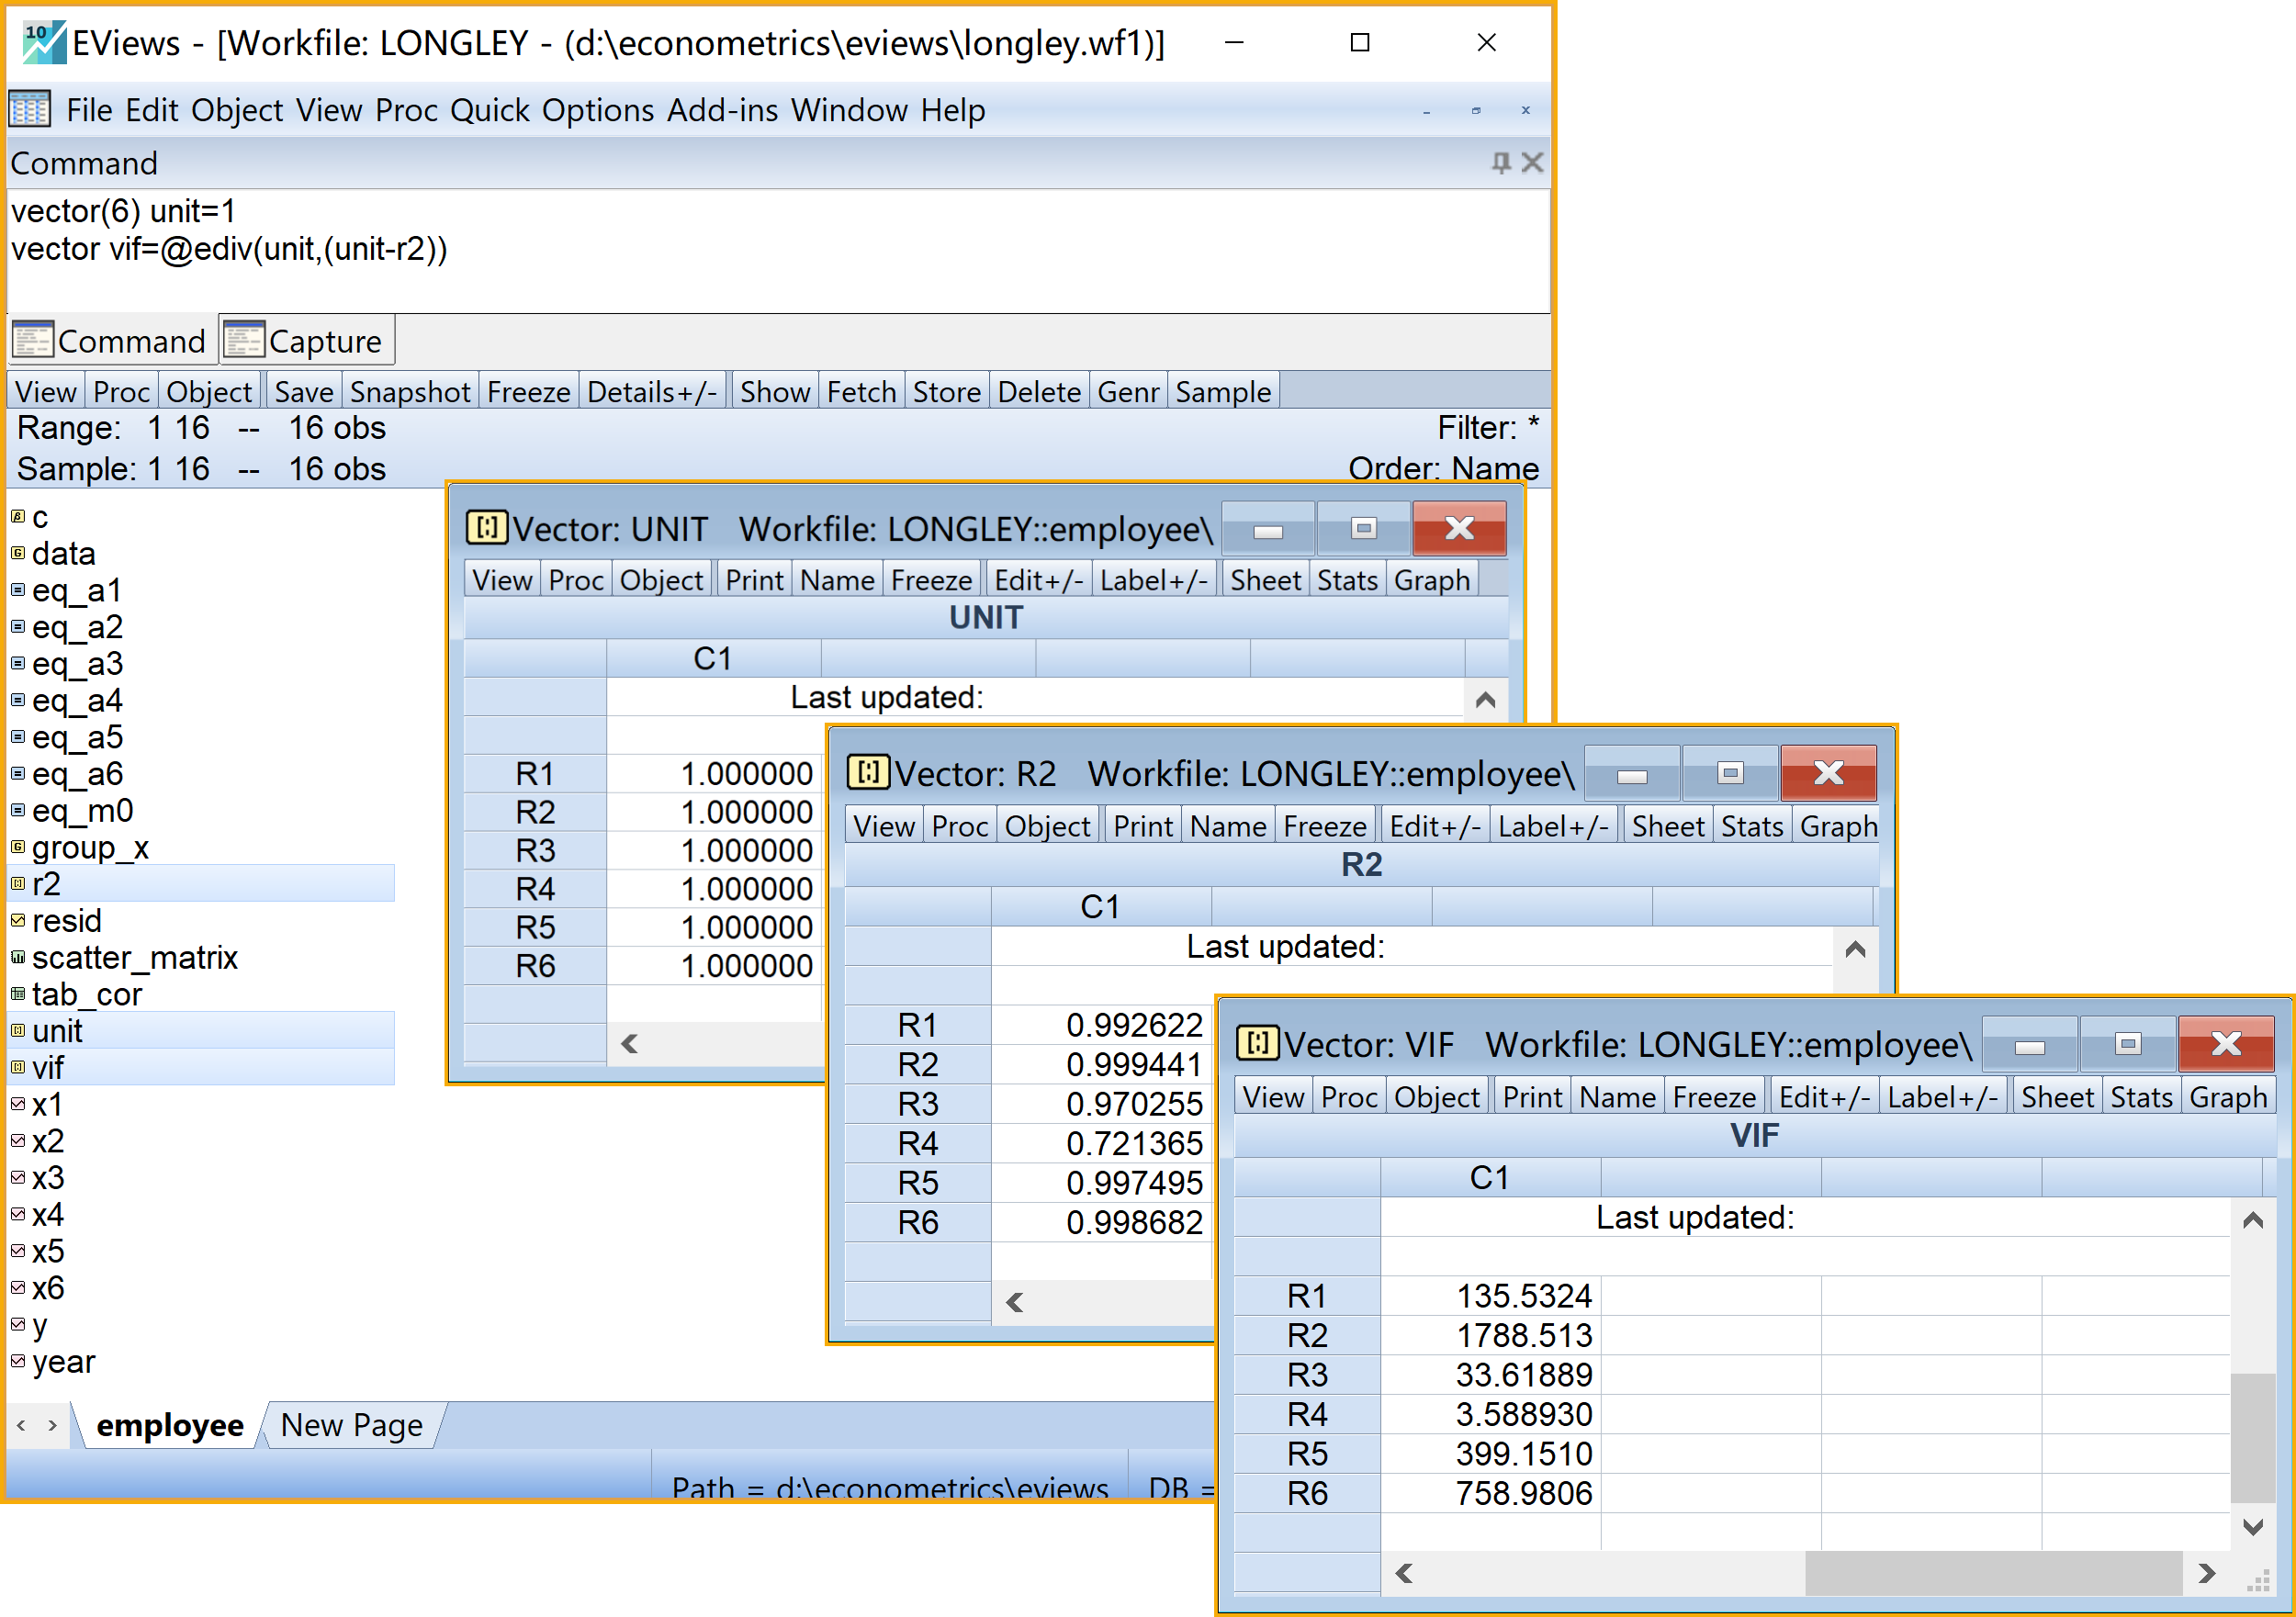 EViews - [Workfile: LONGLEY - (d:\econometrics\eviews\longley.wf1)]
File Edit Object View Proc Quick Options Add-ins Window Help
Command
vector(6) unit=1
vector vif=@ediv(unit,(unit-r2))
Command Capture
View Proc Object Save Snapshot Freeze Details+/- Show Fetch Store Delete Genr Sample
Range: 1 16 -- 16 obs Filter: *
Sample: 1 16 -- 16 obs Order: Name
c
data
eq_a1
eq_a2
eq_a3
eq_a4
eq_a5
eq_a6
eq_m0
group_x
r2
resid
scatter_matrix
tab_cor
unit
vif
x1
x2
x3
x4
x5
x6
y
year
employee New Page
Path = d:\econometrics\eviews DB =
Vector: UNIT Workfile: LONGLEY::employee\
View Proc Object Print Name Freeze Edit+/- Label+/- Sheet Stats Graph
UNIT
C1
Last updated:
R1 1.000000
R2 1.000000
R3 1.000000
R4 1.000000
R5 1.000000
R6 1.000000
Vector: R2 Workfile: LONGLEY::employee\
View Proc Object Print Name Freeze Edit+/- Label+/- Sheet Stats Graph
R2
C1
Last updated:
R1 0.992622
R2 0.999441
R3 0.970255
R4 0.721365
R5 0.997495
R6 0.998682
Vector: VIF Workfile: LONGLEY::employee\
View Proc Object Print Name Freeze Edit+/- Label+/- Sheet Stats Graph
VIF
C1
Last updated:
R1 135.5324
R2 1788.513
R3 33.61889
R4 3.588930
R5 399.1510
R6 758.9806